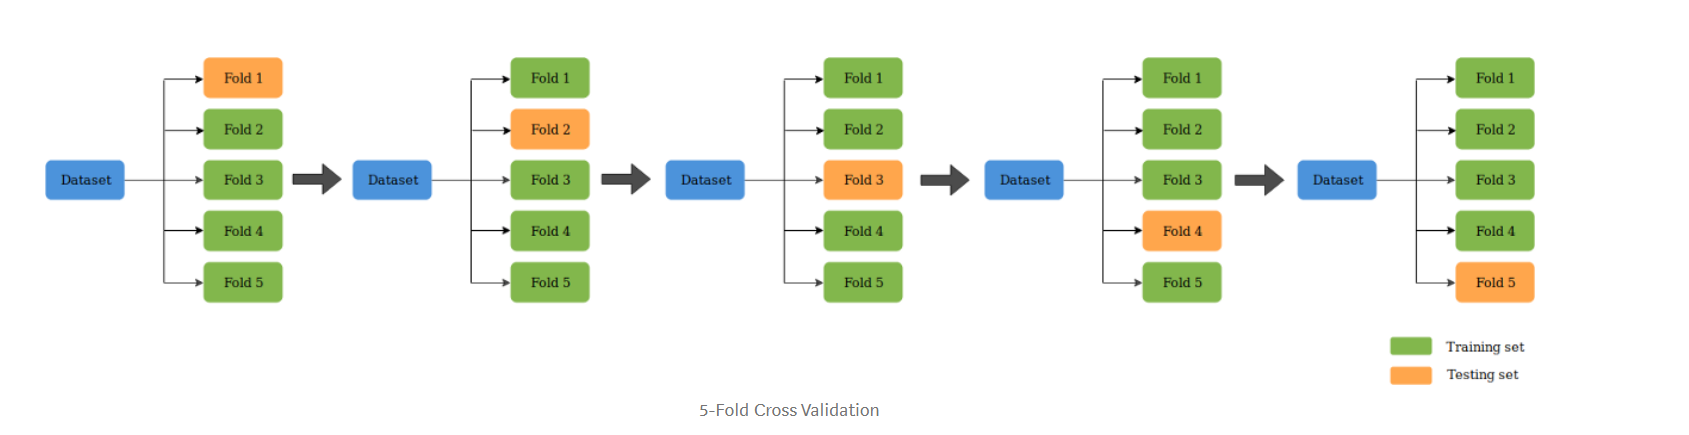 Dataset
Fold 1
Fold 2
Fold 3
Fold 4
Fold 5
Dataset
Fold 1
Fold 2
Fold 3
Fold 4
Fold 5
Dataset
Fold 1
Fold 2
Fold 3
Fold 4
Fold 5
Dataset
Fold 1
Fold 2
Fold 3
Fold 4
Fold 5
Dataset
Fold 1
Fold 2
Fold 3
Fold 4
Fold 5
Training set
Testing set
5-Fold Cross Validation